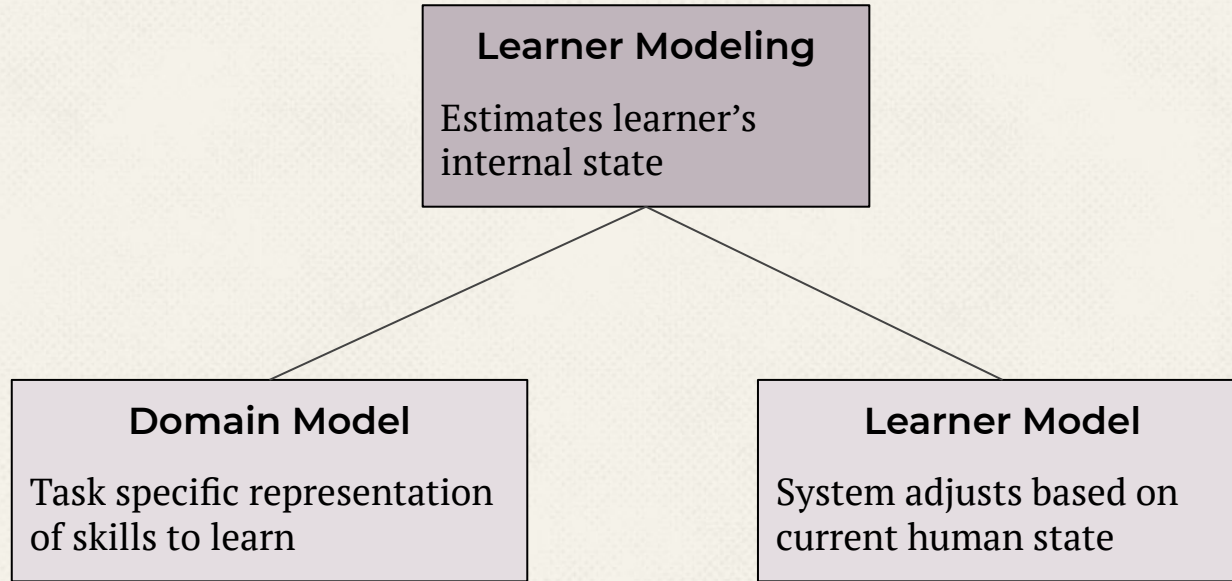 Learner Modeling
Estimates learner’s
internal state
Domain Model
Task specific representation
of skills to learn
Learner Model
System adjusts based on
current human state